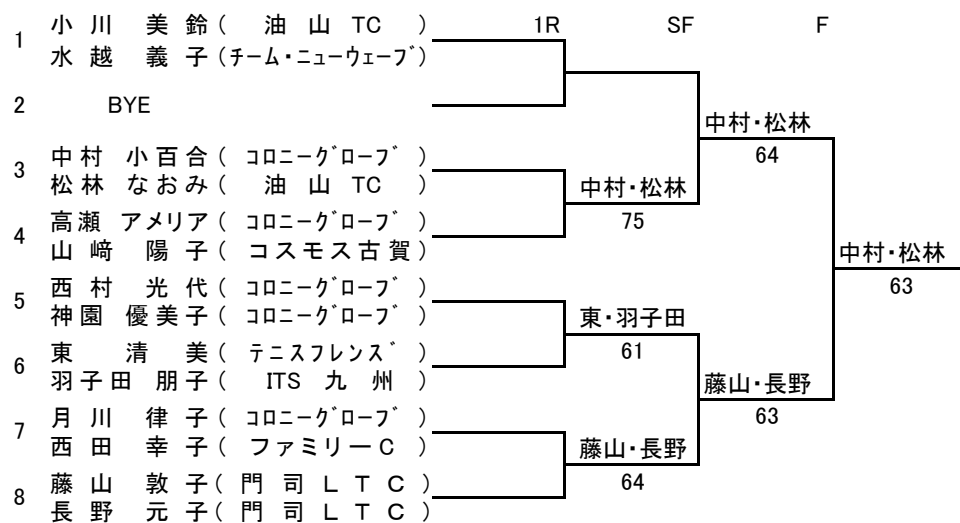 1R SF F
1 小川 美鈴( 油山 TC )
水越 義子(ﾁｰﾑ・ﾆｭｰｳｪｰﾌﾞ)
2 BYE
中村・松林
64
3 中村 小百合( ｺﾛﾆｰｸﾞﾛｰﾌﾞ )
松林 なおみ( 油山 TC )
中村・松林
75
4 高瀬 アメリア( ｺﾛﾆｰｸﾞﾛｰﾌﾞ )
山﨑 陽子( コスモス古賀)
中村・松林
63
5 西村 光代( ｺﾛﾆｰｸﾞﾛｰﾌﾞ )
神園 優美子( ｺﾛﾆｰｸﾞﾛｰﾌﾞ )
東・羽子田
61
6 東 清美( ﾃﾆｽﾌﾚﾝｽﾞ )
羽子田 朋子( ITS 九州 )
藤山・長野
63
7 月川 律子( ｺﾛﾆｰｸﾞﾛｰﾌﾞ )
西田 幸子( ファミリーC )
藤山・長野
64
8 藤山 敦子( 門司LTC )
長野 元子( 門司LTC )